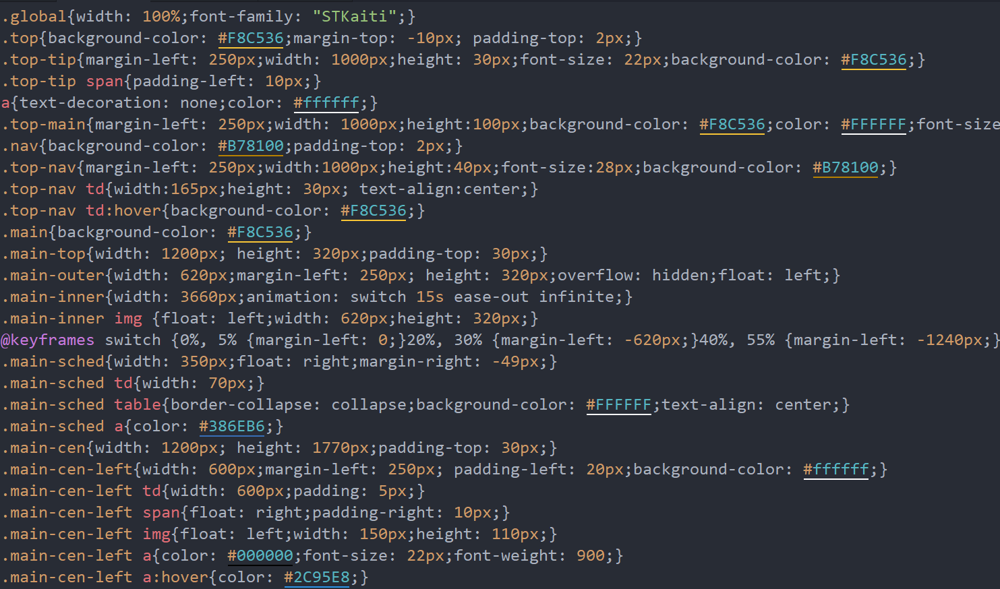 .global{width: 100%;font-family: "STKaiti";}
.top{background-color: #F8C536;margin-top: -10px; padding-top: 2px;}
.top-tip{margin-left: 250px;width: 1000px;height: 30px;font-size: 22px;background-color: #F8C536;}
.top-tip span{padding-left: 10px;}
a{text-decoration: none;color: #ffffff;}
.top-main{margin-left: 250px;width: 1000px;height:100px;background-color: #F8C536;color: #FFFFFF;font-size
.nav{background-color: #B78100;padding-top: 2px;}
.top-nav{margin-left: 250px;width:1000px;height:40px;font-size:28px;background-color: #B78100;}
.top-nav td{width:165px;height: 30px; text-align:center;}
.top-nav td:hover{background-color: #F8C536;}
.main{background-color: #F8C536;}
.main-top{width: 1200px; height: 320px;padding-top: 30px;}
.main-outer{width: 620px;margin-left: 250px; height: 320px;overflow: hidden;float: left;}
.main-inner{width: 3660px;animation: switch 15s ease-out infinite;}
.main-inner img {float: left;width: 620px;height: 320px;}
@keyframes switch {0%, 5% {margin-left: 0;}20%, 30% {margin-left: -620px;}40%, 55% {margin-left: -1240px;}
.main-sched{width: 350px;float: right;margin-right: -49px;}
.main-sched td{width: 70px;}
.main-sched table{border-collapse: collapse;background-color: #FFFFFF;text-align: center;}
.main-sched a{color: #386EB6;}
.main-cen{width: 1200px; height: 1770px;padding-top: 30px;}
.main-cen-left{width: 600px;margin-left: 250px; padding-left: 20px;background-color: #ffffff;}
.main-cen-left td{width: 600px;padding: 5px;}
.main-cen-left span{float: right;padding-right: 10px;}
.main-cen-left img{float: left;width: 150px;height: 110px;}
.main-cen-left a{color: #000000;font-size: 22px;font-weight: 900;}
.main-cen-left a:hover{color: #2C95E8;}